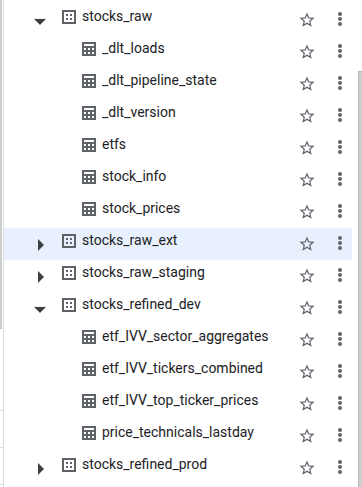 stocks_raw
_dlt_loads
_dlt_pipeline_state
_dlt_version
etfs
stock_info
stock_prices
stocks_raw_ext
stocks_raw_staging
stocks_refined_dev
etf_IVV_sector_aggregates
etf_IVV_tickers_combined
etf_IVV_top_ticker_prices
price_technicals_lastday
stocks_refined_prod